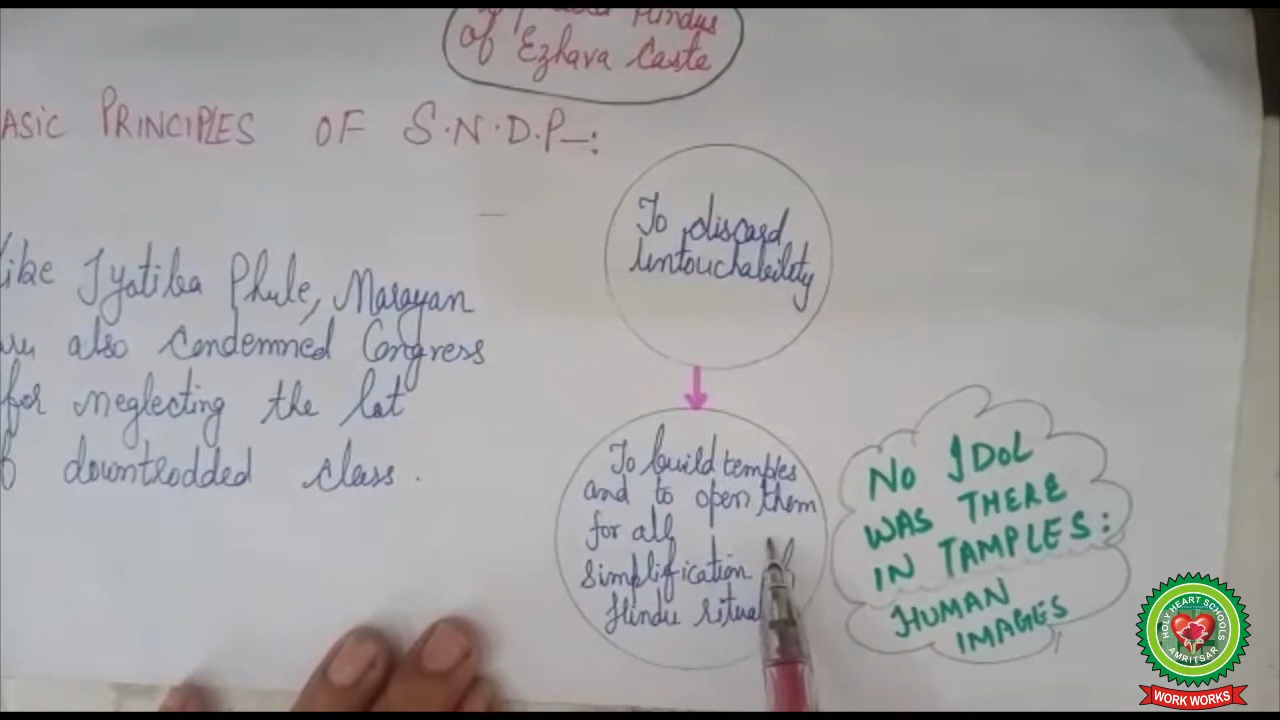 of Ezhava Caste
ASIC PRINCIPLES OF S.N.D.P-:
To discard
Untouchability
like Jyotiba Phule, Narayan
also condemned Congress
for neglecting the lot
downtrodded class.
To build temples
and to open them
for all
Simplification
Hindu ritual
NO IDOL
WAS THERE
IN TAMPLES:
HUMAN
IMAGES
HOLY HEART SCHOOLS
AMRITSAR
WORK WORKS